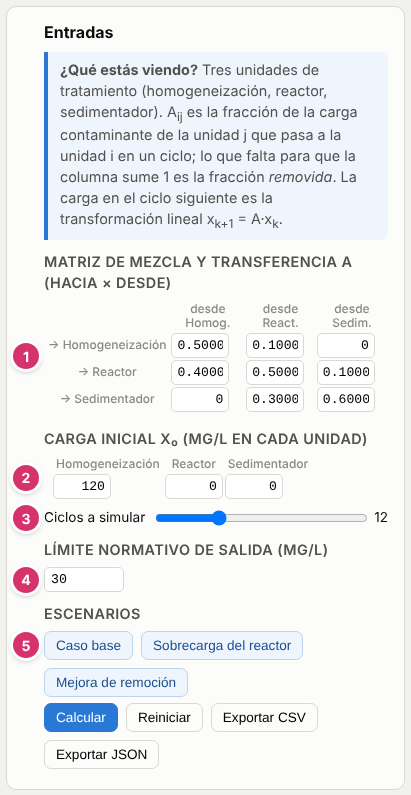 Entradas
¿Qué estás viendo? Tres unidades de
tratamiento (homogeneización, reactor,
sedimentador). Aij es la fracción de la carga
contaminante de la unidad j que pasa a la
unidad i en un ciclo; lo que falta para que la
columna sume 1 es la fracción removida. La
carga en el ciclo siguiente es la
transformación lineal xk+1 = A·xk.
MATRIZ DE MEZCLA Y TRANSFERENCIA A
(HACIA × DESDE)
desde Homog. desde React. desde Sedim.
1 → Homogeneización 0.5000 0.1000 0
→ Reactor 0.4000 0.5000 0.1000
→ Sedimentador 0 0.3000 0.6000
CARGA INICIAL X₀ (MG/L EN CADA UNIDAD)
Homogeneización Reactor Sedimentador
2 120 0 0
3 Ciclos a simular 12
LÍMITE NORMATIVO DE SALIDA (MG/L)
4 30
ESCENARIOS
5 Caso base Sobrecarga del reactor
Mejora de remoción
Calcular Reiniciar Exportar CSV
Exportar JSON